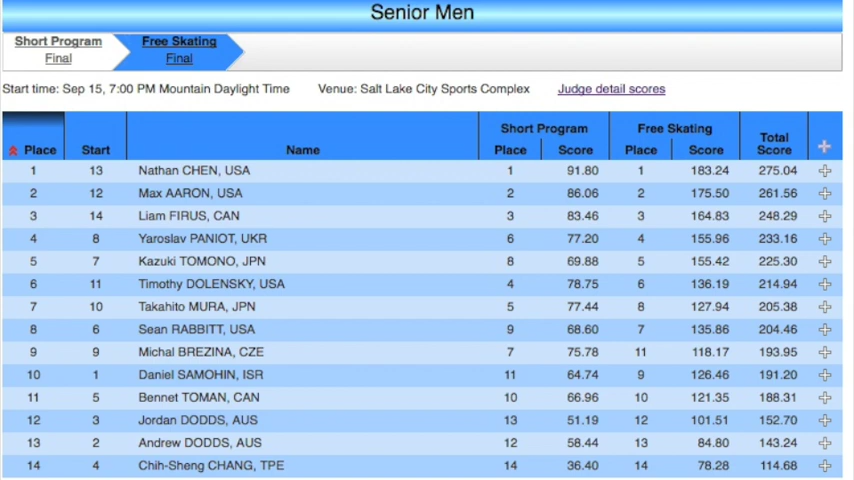 Senior Men
Short Program Free Skating
Final Final
Start time: Sep 15, 7:00 PM Mountain Daylight Time Venue: Salt Lake City Sports Complex Judge detail scores
Short Program Free Skating Total
Place Start Name Place Score Place Score Score
1 13 Nathan CHEN, USA 1 91.80 1 183.24 275.04
2 12 Max AARON, USA 2 86.06 2 175.50 261.56
3 14 Liam FIRUS, CAN 3 83.46 3 164.83 248.29
4 8 Yaroslav PANIOT, UKR 6 77.20 4 155.96 233.16
5 7 Kazuki TOMONO, JPN 8 69.88 5 155.42 225.30
6 11 Timothy DOLENSKY, USA 4 78.75 6 136.19 214.94
7 10 Takahito MURA, JPN 5 77.44 8 127.94 205.38
8 6 Sean RABBITT, USA 9 68.60 7 135.86 204.46
9 9 Michal BREZINA, CZE 7 75.78 11 118.17 193.95
10 1 Daniel SAMOHIN, ISR 11 64.74 9 126.46 191.20
11 5 Bennet TOMAN, CAN 10 66.96 10 121.35 188.31
12 3 Jordan DODDS, AUS 13 51.19 12 101.51 152.70
13 2 Andrew DODDS, AUS 12 58.44 13 84.80 143.24
14 4 Chih-Sheng CHANG, TPE 14 36.40 14 78.28 114.68